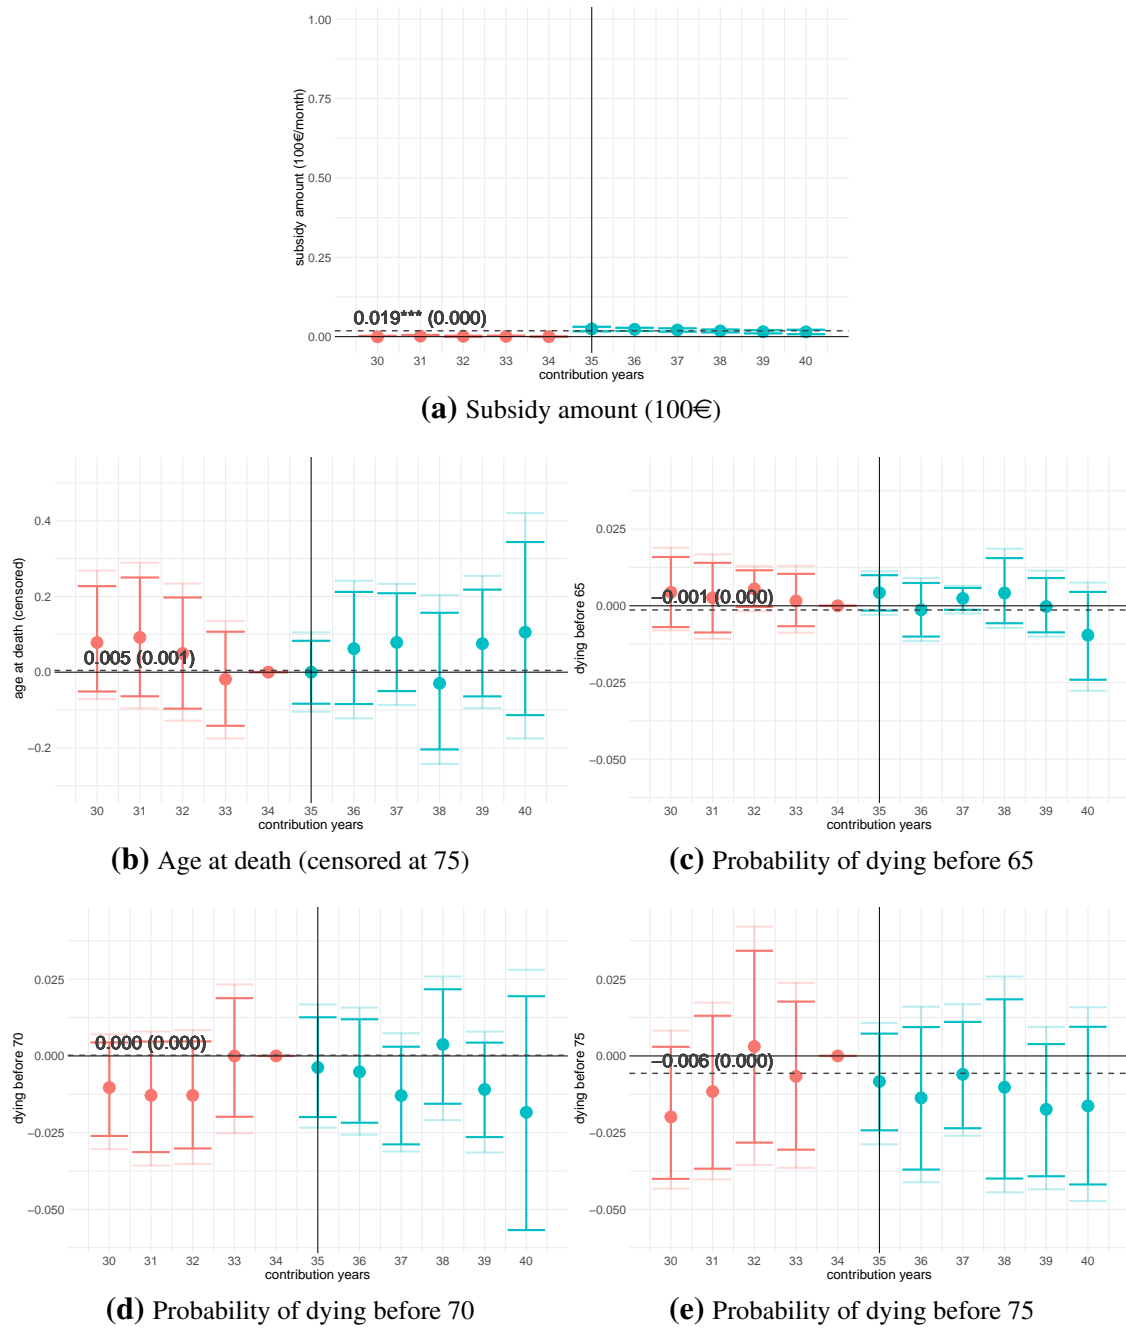 1.00
0.75
0.50
0.25
0.00
subsidy amount (100€/month)
0.019*** (0.000)
30 31 32 33 34 35 36 37 38 39 40
contribution years
(a) Subsidy amount (100€)
0.4
0.2
0.0
−0.2
age at death (censored)
0.005 (0.001)
30 31 32 33 34 35 36 37 38 39 40
contribution years
(b) Age at death (censored at 75)
0.025
0.000
−0.025
−0.050
dying before 65
−0.001 (0.000)
30 31 32 33 34 35 36 37 38 39 40
contribution years
(c) Probability of dying before 65
0.025
0.000
−0.025
−0.050
dying before 70
0.000 (0.000)
30 31 32 33 34 35 36 37 38 39 40
contribution years
(d) Probability of dying before 70
0.025
0.000
−0.025
−0.050
dying before 75
−0.006 (0.000)
30 31 32 33 34 35 36 37 38 39 40
contribution years
(e) Probability of dying before 75